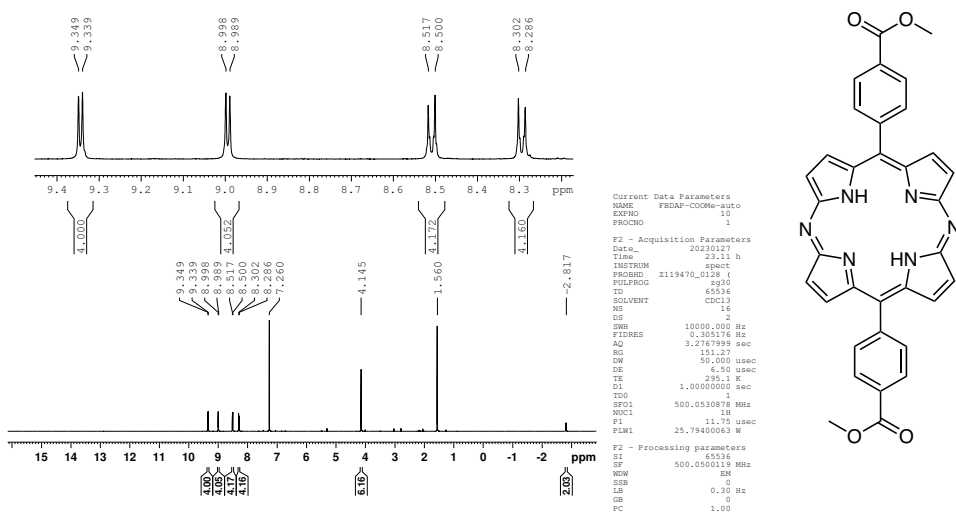 9.349
9.339
8.998
8.989
8.517
8.500
8.302
8.286
9.4 9.3 9.2 9.1 9.0 8.9 8.8 8.7 8.6 8.5 8.4 8.3 ppm
4.000
4.052
4.172
4.160
9.349
9.339
8.998
8.989
8.517
8.500
8.302
8.286
7.260
4.145
1.560
-2.817
15 14 13 12 11 10 9 8 7 6 5 4 3 2 1 0 -1 -2 ppm
4.00
4.05
4.17
4.16
6.16
2.03
Current Data Parameters
NAME FBDAP-COOMe-auto
EXPNO 10
PROCNO 1
F2 - Acquisition Parameters
Date_ 20230127
Time 23.11 h
INSTRUM spect
PROBHD Z119470_0128 (
PULPROG zg30
TD 65536
SOLVENT CDCl3
NS 16
DS 2
SWH 10000.000 Hz
FIDRES 0.305176 Hz
AQ 3.2767999 sec
RG 151.27
DW 50.000 usec
DE 6.50 usec
TE 295.1 K
D1 1.00000000 sec
TD0 1
SFO1 500.0530878 MHz
NUC1 1H
P1 11.75 usec
PLW1 25.79400063 W
F2 - Processing parameters
SI 65536
SF 500.0500119 MHz
WDW EM
SSB 0
LB 0.30 Hz
GB 0
PC 1.00
O
O
NH
N
N
N
N
HN
O
O